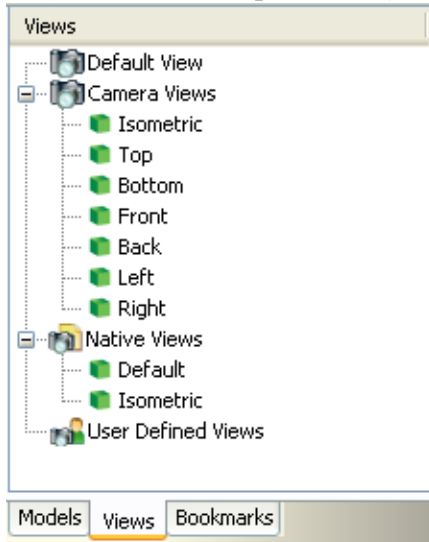 Views
Default View
Camera Views
Isometric
Top
Bottom
Front
Back
Left
Right
Native Views
Default
Isometric
User Defined Views
Models Views Bookmarks